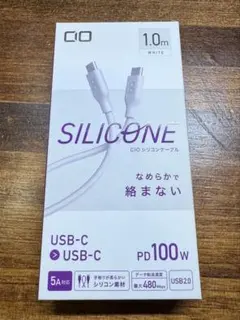 CIO
1.0m
WHITE
SILICONE
CIO シリコンケーブル
なめらかで
絡まない
USB-C
> USB-C
PD 100W
5A対応
手触りが柔らかい
シリコン素材
データ転送速度
最大480Mbps
USB2.0